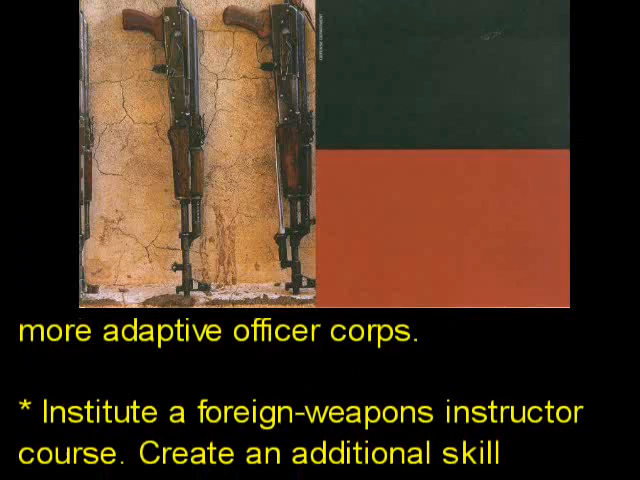 more adaptive officer corps.
* Institute a foreign-weapons instructor
course. Create an additional skill